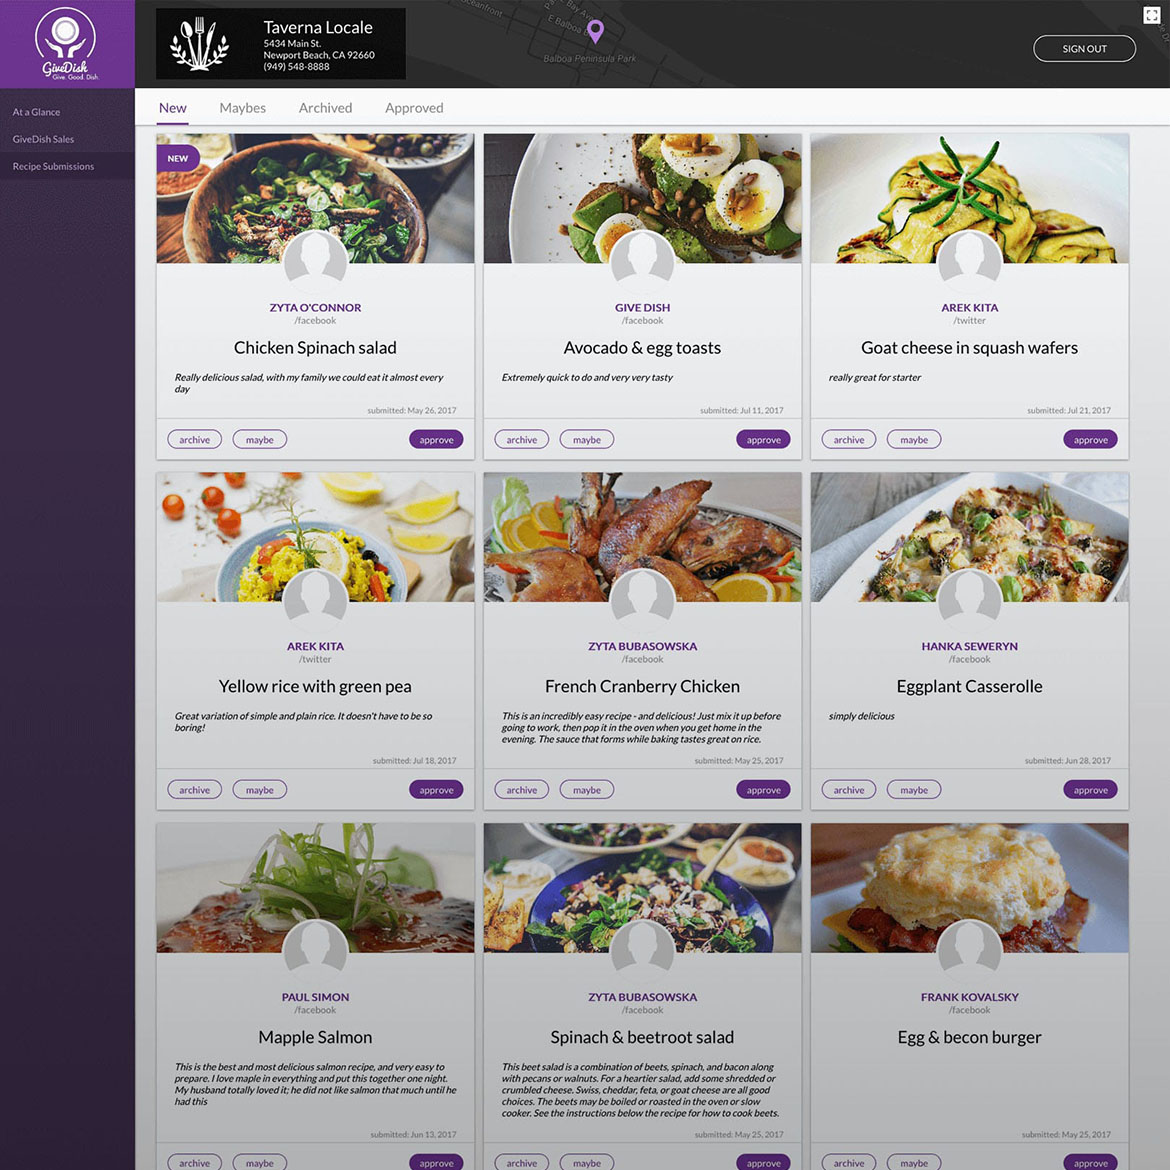 GiveDish
Give. Good. Dish.
Taverna Locale
5434 Main St.
Newport Beach, CA 92660
(949) 548-8888
E Balboa
Balboa Peninsula Park
SIGN OUT
At a Glance
GiveDish Sales
Recipe Submissions
New Maybes Archived Approved
NEW
ZYTA O'CONNOR
/facebook
Chicken Spinach salad
Really delicious salad, with my family we could eat it almost every
day
submitted: May 26, 2017
archive maybe approve
GIVE DISH
/facebook
Avocado & egg toasts
Extremely quick to do and very very tasty
submitted: Jul 11, 2017
archive maybe approve
AREK KITA
/twitter
Goat cheese in squash wafers
really great for starter
submitted: Jul 21, 2017
archive maybe approve
AREK KITA
/twitter
Yellow rice with green pea
Great variation of simple and plain rice. It doesn't have to be so
boring!
submitted: Jul 18, 2017
archive maybe approve
ZYTA BUBASOWSKA
/facebook
French Cranberry Chicken
This is an incredibly easy recipe - and delicious! Just mix it up before
going to work, then pop it in the oven when you get home in the
evening. The sauce that forms while baking tastes great on rice.
submitted: May 25, 2017
archive maybe approve
HANKA SEWERYN
/facebook
Eggplant Casserolle
simply delicious
submitted: Jun 28, 2017
archive maybe approve
PAUL SIMON
/facebook
Mapple Salmon
This is the best and most delicious salmon recipe, and very easy to
prepare. I love maple in everything and put this together one night.
My husband totally loved it; he did not like salmon that much until he
had this
submitted: Jun 13, 2017
archive maybe approve
ZYTA BUBASOWSKA
/facebook
Spinach & beetroot salad
This beet salad is a combination of beets, spinach, and bacon along
with pecans or walnuts. For a heartier salad, add some shredded or
crumbled cheese. Swiss, cheddar, feta, or goat cheese are all good
choices. The beets may be boiled or roasted in the oven or slow
cooker. See the instructions below the recipe for how to cook beets.
submitted: May 25, 2017
archive maybe approve
FRANK KOVALSKY
/facebook
Egg & becon burger
submitted: May 25, 2017
archive maybe approve